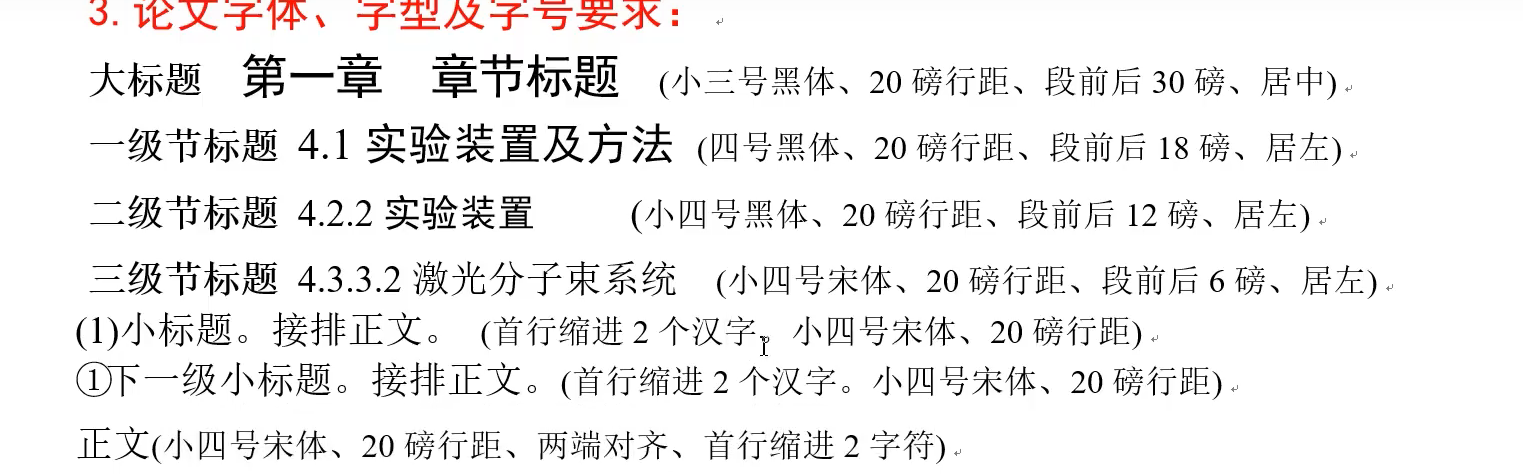 3. 论文字体、字型及字号要求：
大标题 第一章 章节标题 (小三号黑体、20 磅行距、段前后 30 磅、居中)
一级节标题 4.1 实验装置及方法 (四号黑体、20 磅行距、段前后 18 磅、居左)
二级节标题 4.2.2 实验装置 (小四号黑体、20 磅行距、段前后 12 磅、居左)
三级节标题 4.3.3.2 激光分子束系统 (小四号宋体、20 磅行距、段前后 6 磅、居左)
(1)小标题。接排正文。 (首行缩进 2 个汉字。小四号宋体、20 磅行距)
①下一级小标题。接排正文。(首行缩进 2 个汉字。小四号宋体、20 磅行距)
正文(小四号宋体、20 磅行距、两端对齐、首行缩进 2 字符)